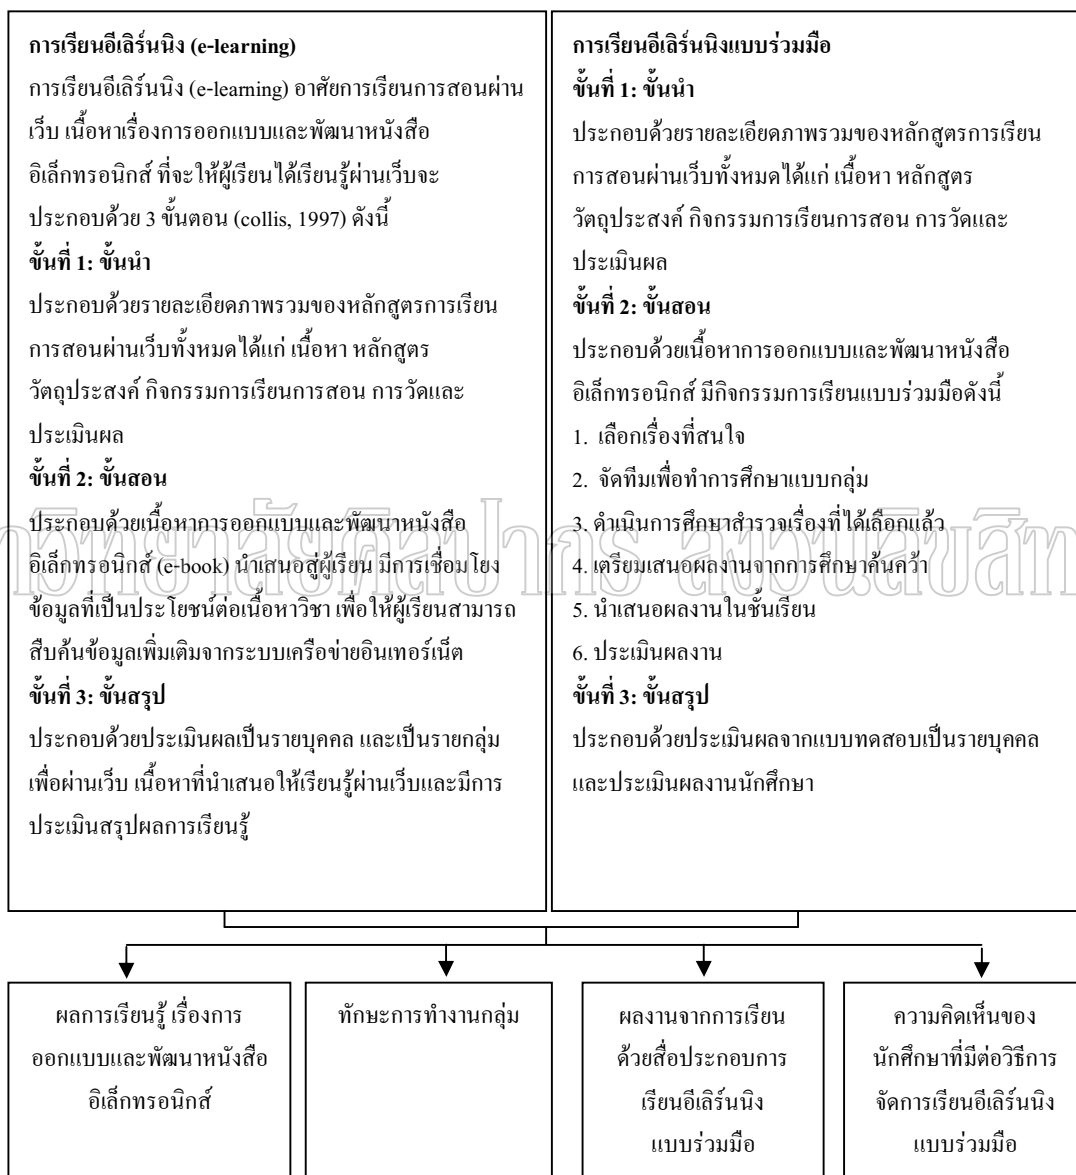 การเรียนอีเลิร์นนิง (e-learning)
การเรียนอีเลิร์นนิง (e-learning) อาศัยการเรียนการสอนผ่าน
เว็บ เนื้อหาเรื่องการออกแบบและพัฒนาหนังสือ
อิเล็กทรอนิกส์ ที่จะให้ผู้เรียนได้เรียนรู้ผ่านเว็บจะ
ประกอบด้วย 3 ขั้นตอน (collis, 1997) ดังนี้
ขั้นที่ 1: ขั้นนำ
ประกอบด้วยรายละเอียดภาพรวมของหลักสูตรการเรียน
การสอนผ่านเว็บทั้งหมดได้แก่ เนื้อหา หลักสูตร
วัตถุประสงค์ กิจกรรมการเรียนการสอน การวัดและ
ประเมินผล
ขั้นที่ 2: ขั้นสอน
ประกอบด้วยเนื้อหาการออกแบบและพัฒนาหนังสือ
อิเล็กทรอนิกส์ (e-book) นำเสนอสู่ผู้เรียน มีการเชื่อมโยง
ข้อมูลที่เป็นประโยชน์ต่อเนื้อหาวิชา เพื่อให้ผู้เรียนสามารถ
สืบค้นข้อมูลเพิ่มเติมจากระบบเครือข่ายอินเทอร์เน็ต
ขั้นที่ 3: ขั้นสรุป
ประกอบด้วยประเมินผลเป็นรายบุคคล และเป็นรายกลุ่ม
เพื่อผ่านเว็บ เนื้อหาที่นำเสนอให้เรียนรู้ผ่านเว็บและมีการ
ประเมินสรุปผลการเรียนรู้
การเรียนอีเลิร์นนิงแบบร่วมมือ
ขั้นที่ 1: ขั้นนำ
ประกอบด้วยรายละเอียดภาพรวมของหลักสูตรการเรียน
การสอนผ่านเว็บทั้งหมดได้แก่ เนื้อหา หลักสูตร
วัตถุประสงค์ กิจกรรมการเรียนการสอน การวัดและ
ประเมินผล
ขั้นที่ 2: ขั้นสอน
ประกอบด้วยเนื้อหาการออกแบบและพัฒนาหนังสือ
อิเล็กทรอนิกส์ มีกิจกรรมการเรียนแบบร่วมมือดังนี้
1. เลือกเรื่องที่สนใจ
2. จัดทีมเพื่อทำการศึกษาแบบกลุ่ม
3. ดำเนินการศึกษาสำรวจเรื่องที่ได้เลือกแล้ว
4. เตรียมเสนอผลงานจากการศึกษาค้นคว้า
5. นำเสนอผลงานในชั้นเรียน
6. ประเมินผลงาน
ขั้นที่ 3: ขั้นสรุป
ประกอบด้วยประเมินผลจากแบบทดสอบเป็นรายบุคคล
และประเมินผลงานนักศึกษา
ผลการเรียนรู้ เรื่องการ
ออกแบบและพัฒนาหนังสือ
อิเล็กทรอนิกส์
ทักษะการทำงานกลุ่ม
ผลงานจากการเรียน
ด้วยสื่อประกอบการ
เรียนอีเลิร์นนิง
แบบร่วมมือ
ความคิดเห็นของ
นักศึกษาที่มีต่อวิธีการ
จัดการเรียนอีเลิร์นนิง
แบบร่วมมือ